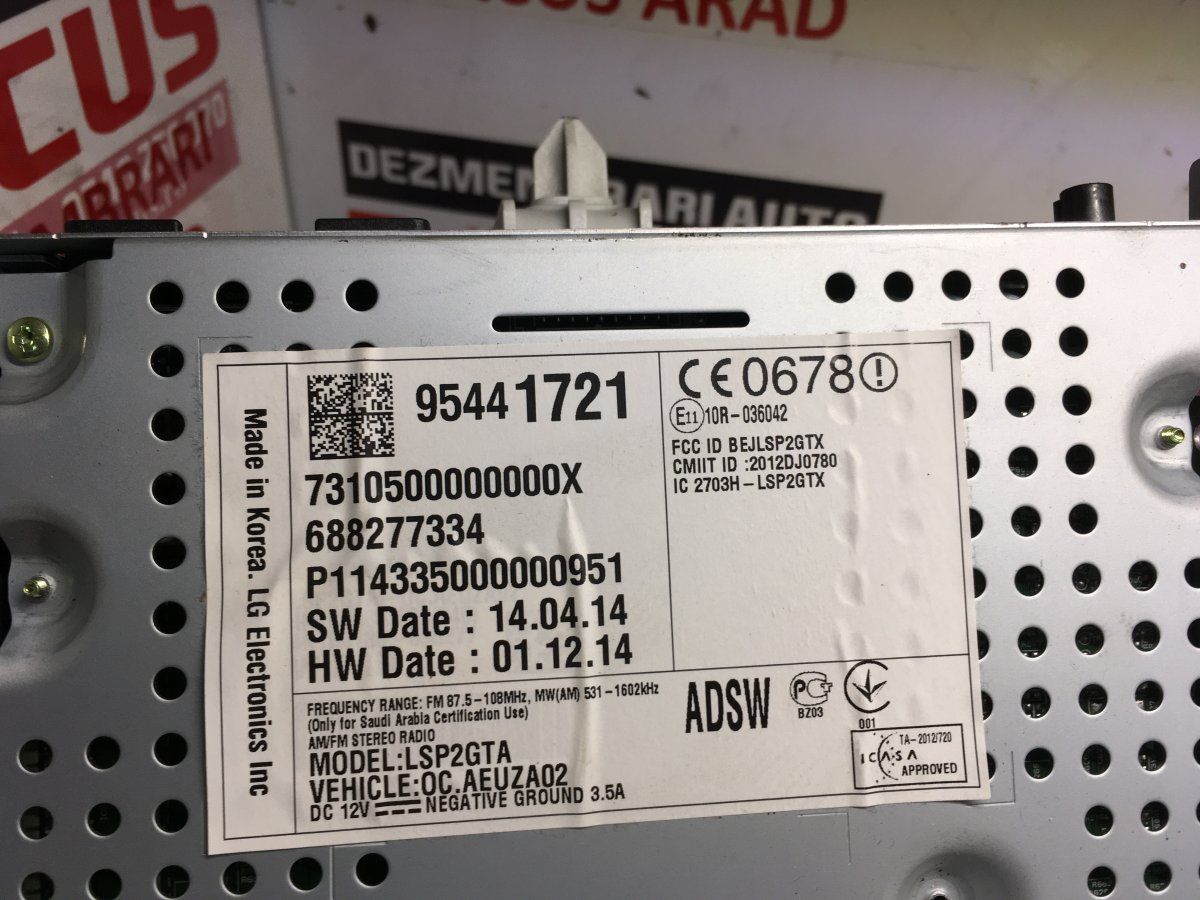 CUS
ARAD
DEZMEMBRARI AUTO
Made in Korea. LG Electronics Inc
95441721
7310500000000X
688277334
P114335000000951
SW Date : 14.04.14
HW Date : 01.12.14
CE0678
E11 10R-036042
FCC ID BEJLSP2GTX
CMIIT ID :2012DJ0780
IC 2703H-LSP2GTX
FREQUENCY RANGE: FM 87.5-108MHz, MW(AM) 531-1602kHz
(Only for Saudi Arabia Certification Use)
AM/FM STEREO RADIO
MODEL:LSP2GTA
VEHICLE:OC.AEUZA02
DC 12V NEGATIVE GROUND 3.5A
ADSW
BZ03
001
TA-2012/720
ICASA
APPROVED